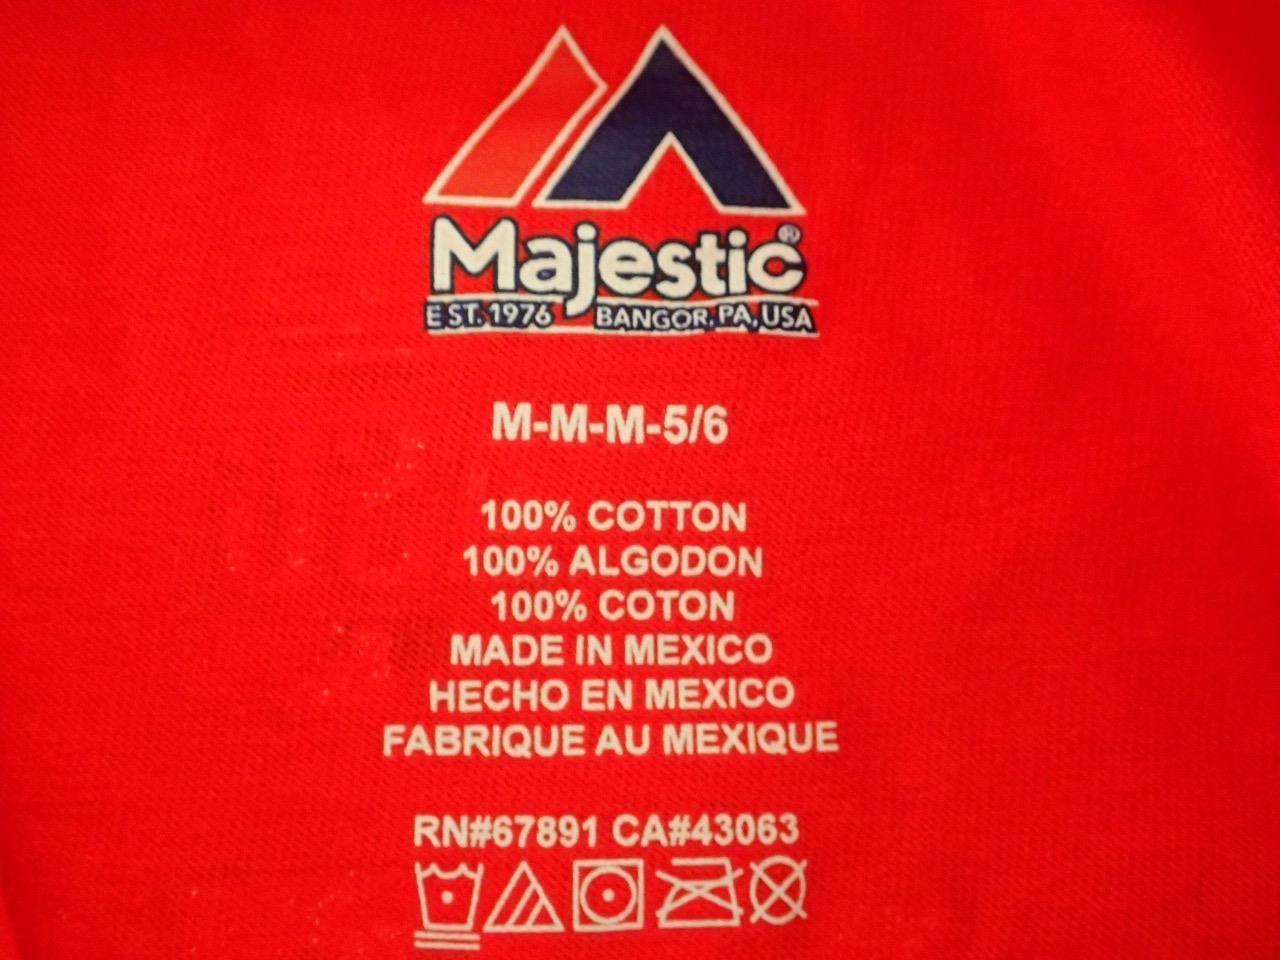 Majestic®
EST. 1976 BANGOR, PA, USA
M-M-M-5/6
100% COTTON
100% ALGODON
100% COTON
MADE IN MEXICO
HECHO EN MEXICO
FABRIQUE AU MEXIQUE
RN#67891 CA#43063